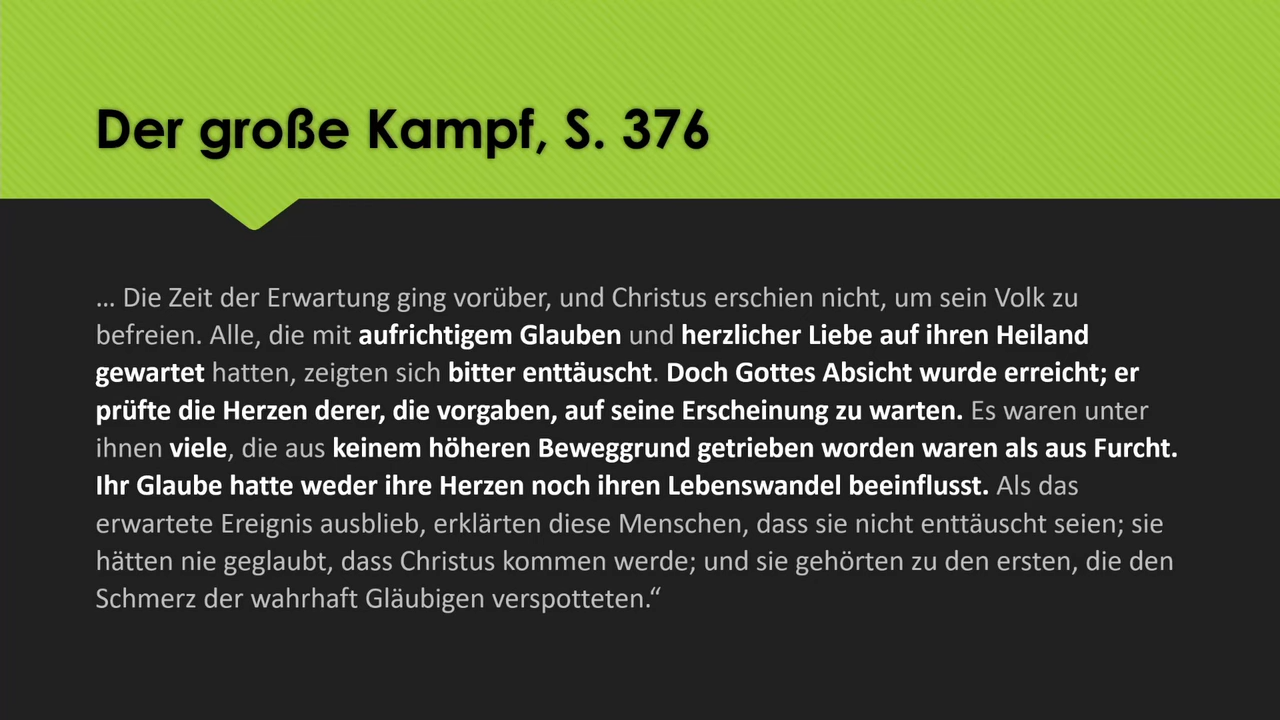 Der große Kampf, S. 376
… Die Zeit der Erwartung ging vorüber, und Christus erschien nicht, um sein Volk zu
befreien. Alle, die mit aufrichtigem Glauben und herzlicher Liebe auf ihren Heiland
gewartet hatten, zeigten sich bitter enttäuscht. Doch Gottes Absicht wurde erreicht; er
prüfte die Herzen derer, die vorgaben, auf seine Erscheinung zu warten. Es waren unter
ihnen viele, die aus keinem höheren Beweggrund getrieben worden waren als aus Furcht.
Ihr Glaube hatte weder ihre Herzen noch ihren Lebenswandel beeinflusst. Als das
erwartete Ereignis ausblieb, erklärten diese Menschen, dass sie nicht enttäuscht seien; sie
hätten nie geglaubt, dass Christus kommen werde; und sie gehörten zu den ersten, die den
Schmerz der wahrhaft Gläubigen verspotteten.“